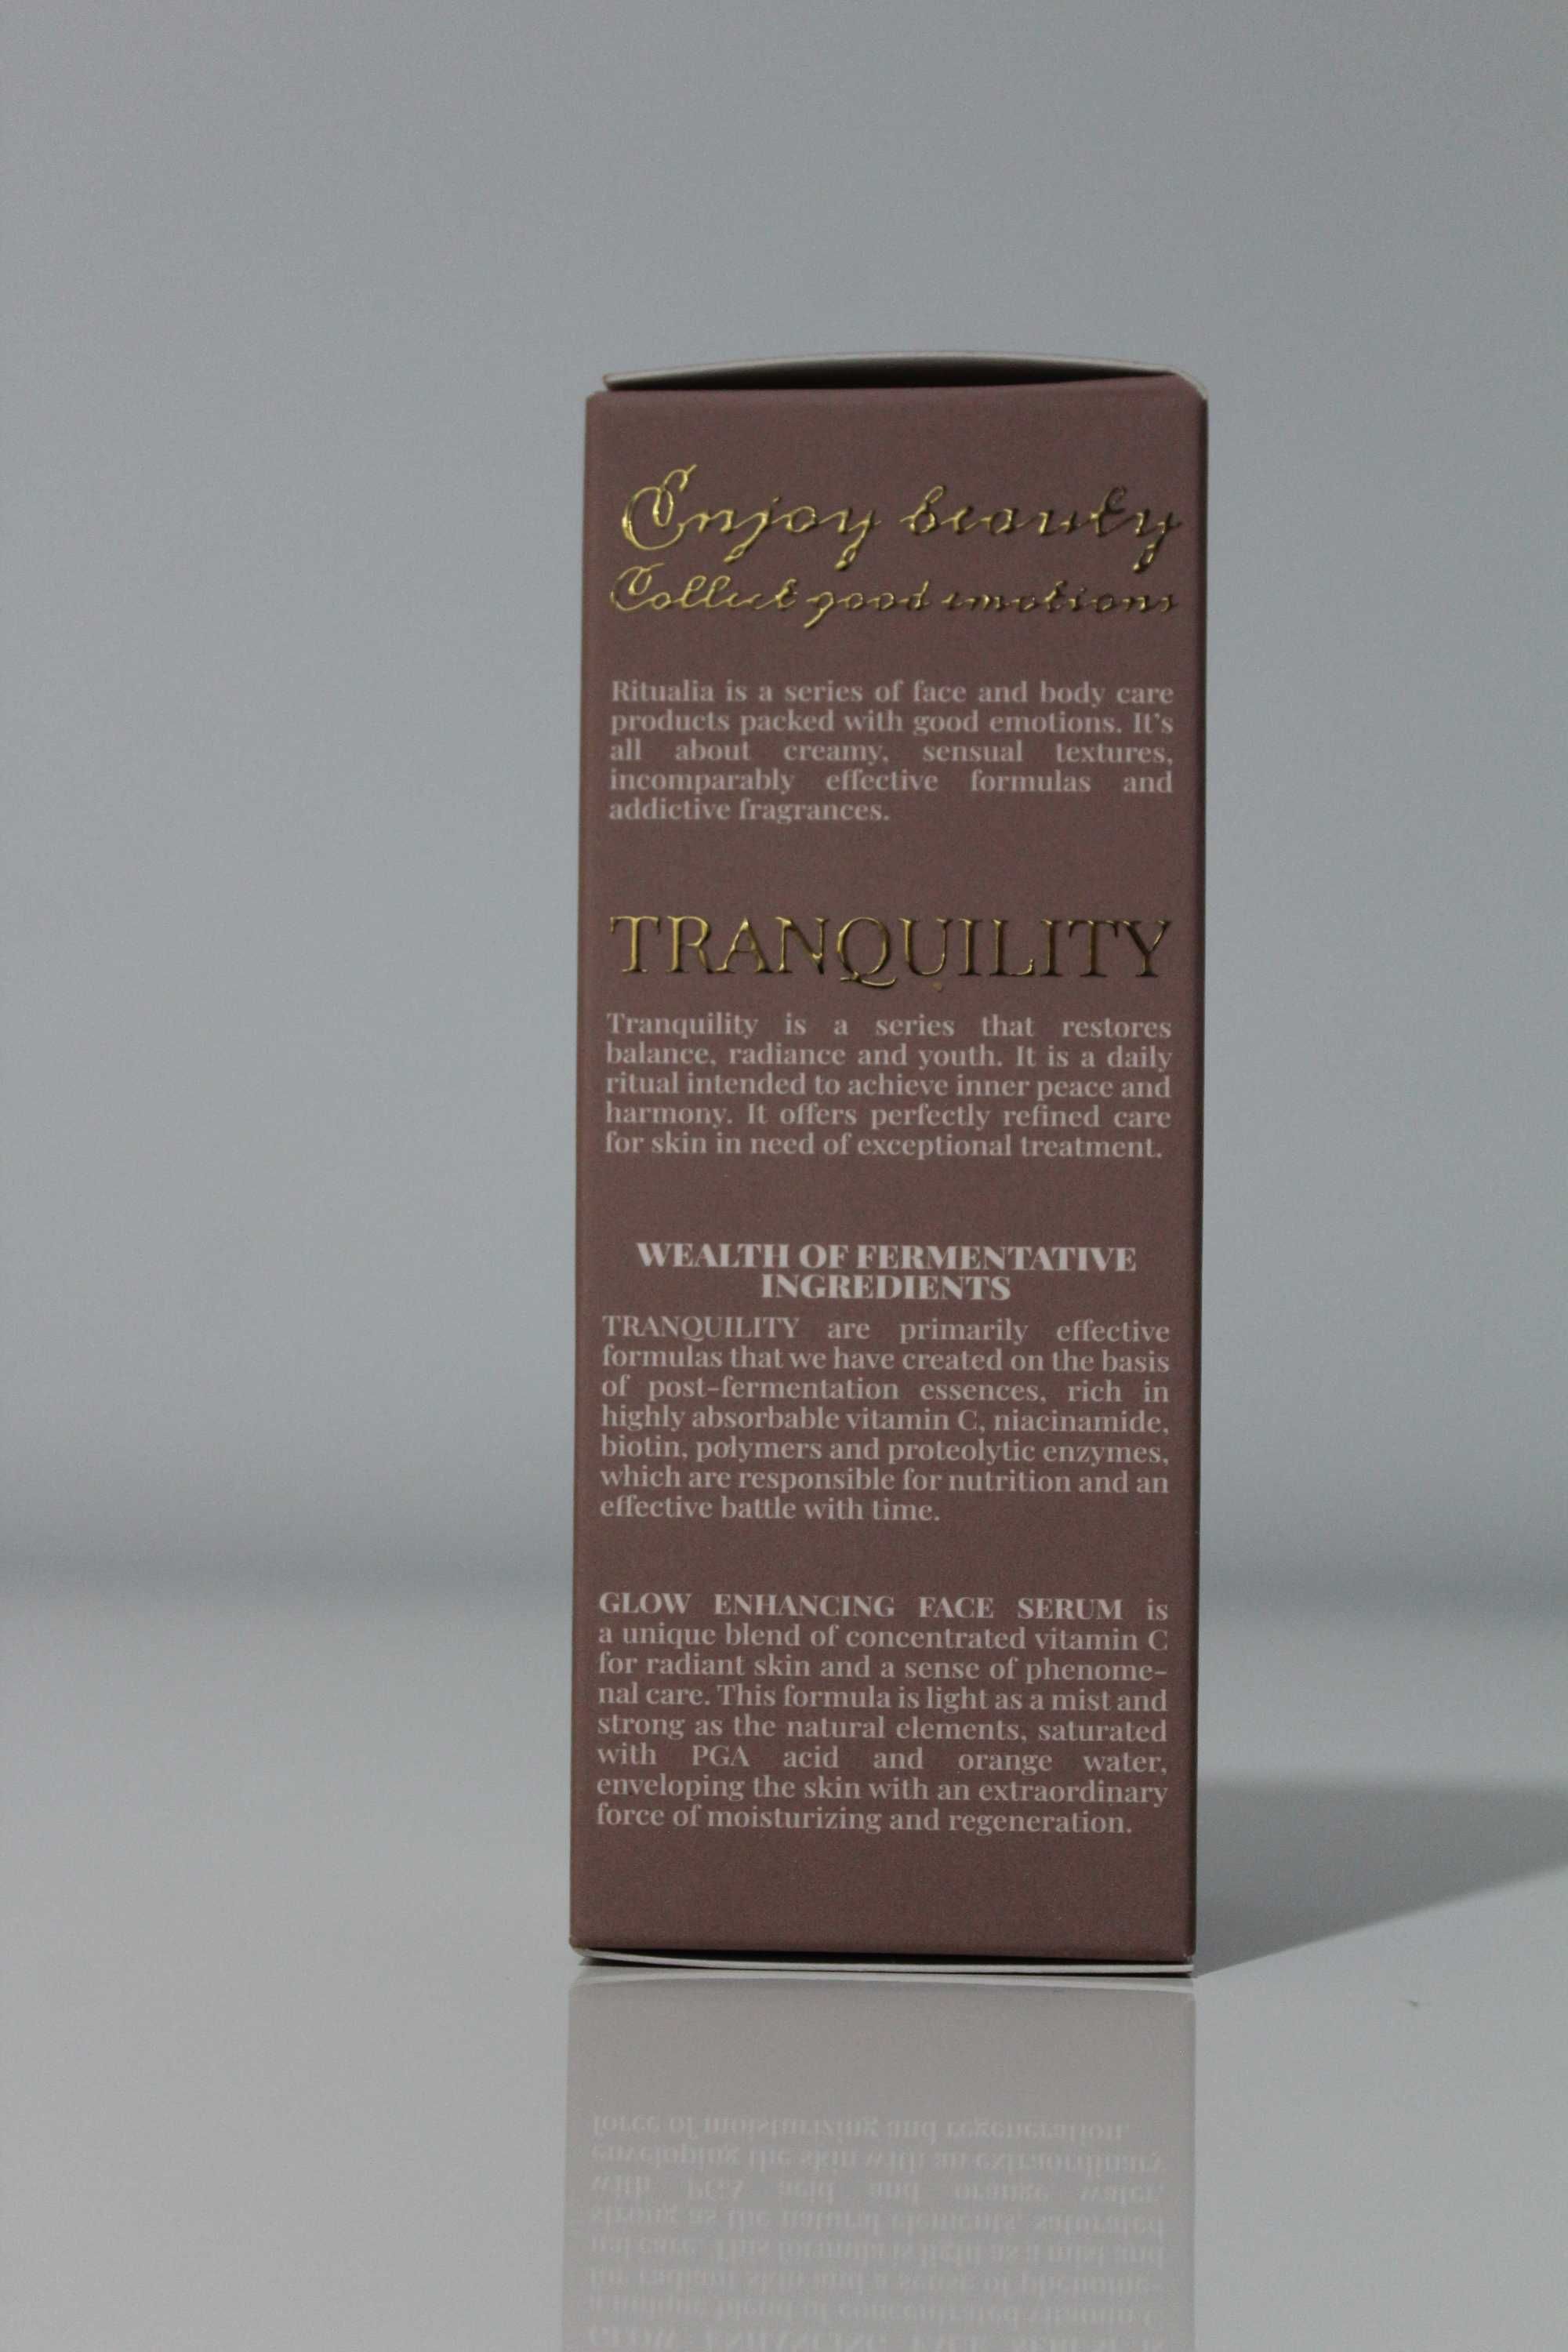 Enjoy beauty
Collect good emotions
Ritualia is a series of face and body care
products packed with good emotions. It's
all about creamy, sensual textures,
incomparably effective formulas and
addictive fragrances.
TRANQUILITY
Tranquility is a series that restores
balance, radiance and youth. It is a daily
ritual intended to achieve inner peace and
harmony. It offers perfectly refined care
for skin in need of exceptional treatment.
WEALTH OF FERMENTATIVE
INGREDIENTS
TRANQUILITY are primarily effective
formulas that we have created on the basis
of post-fermentation essences, rich in
highly absorbable vitamin C, niacinamide,
biotin, polymers and proteolytic enzymes,
which are responsible for nutrition and an
effective battle with time.
GLOW ENHANCING FACE SERUM is
a unique blend of concentrated vitamin C
for radiant skin and a sense of phenome-
nal care. This formula is light as a mist and
strong as the natural elements, saturated
with PGA acid and orange water,
enveloping the skin with an extraordinary
force of moisturizing and regeneration.